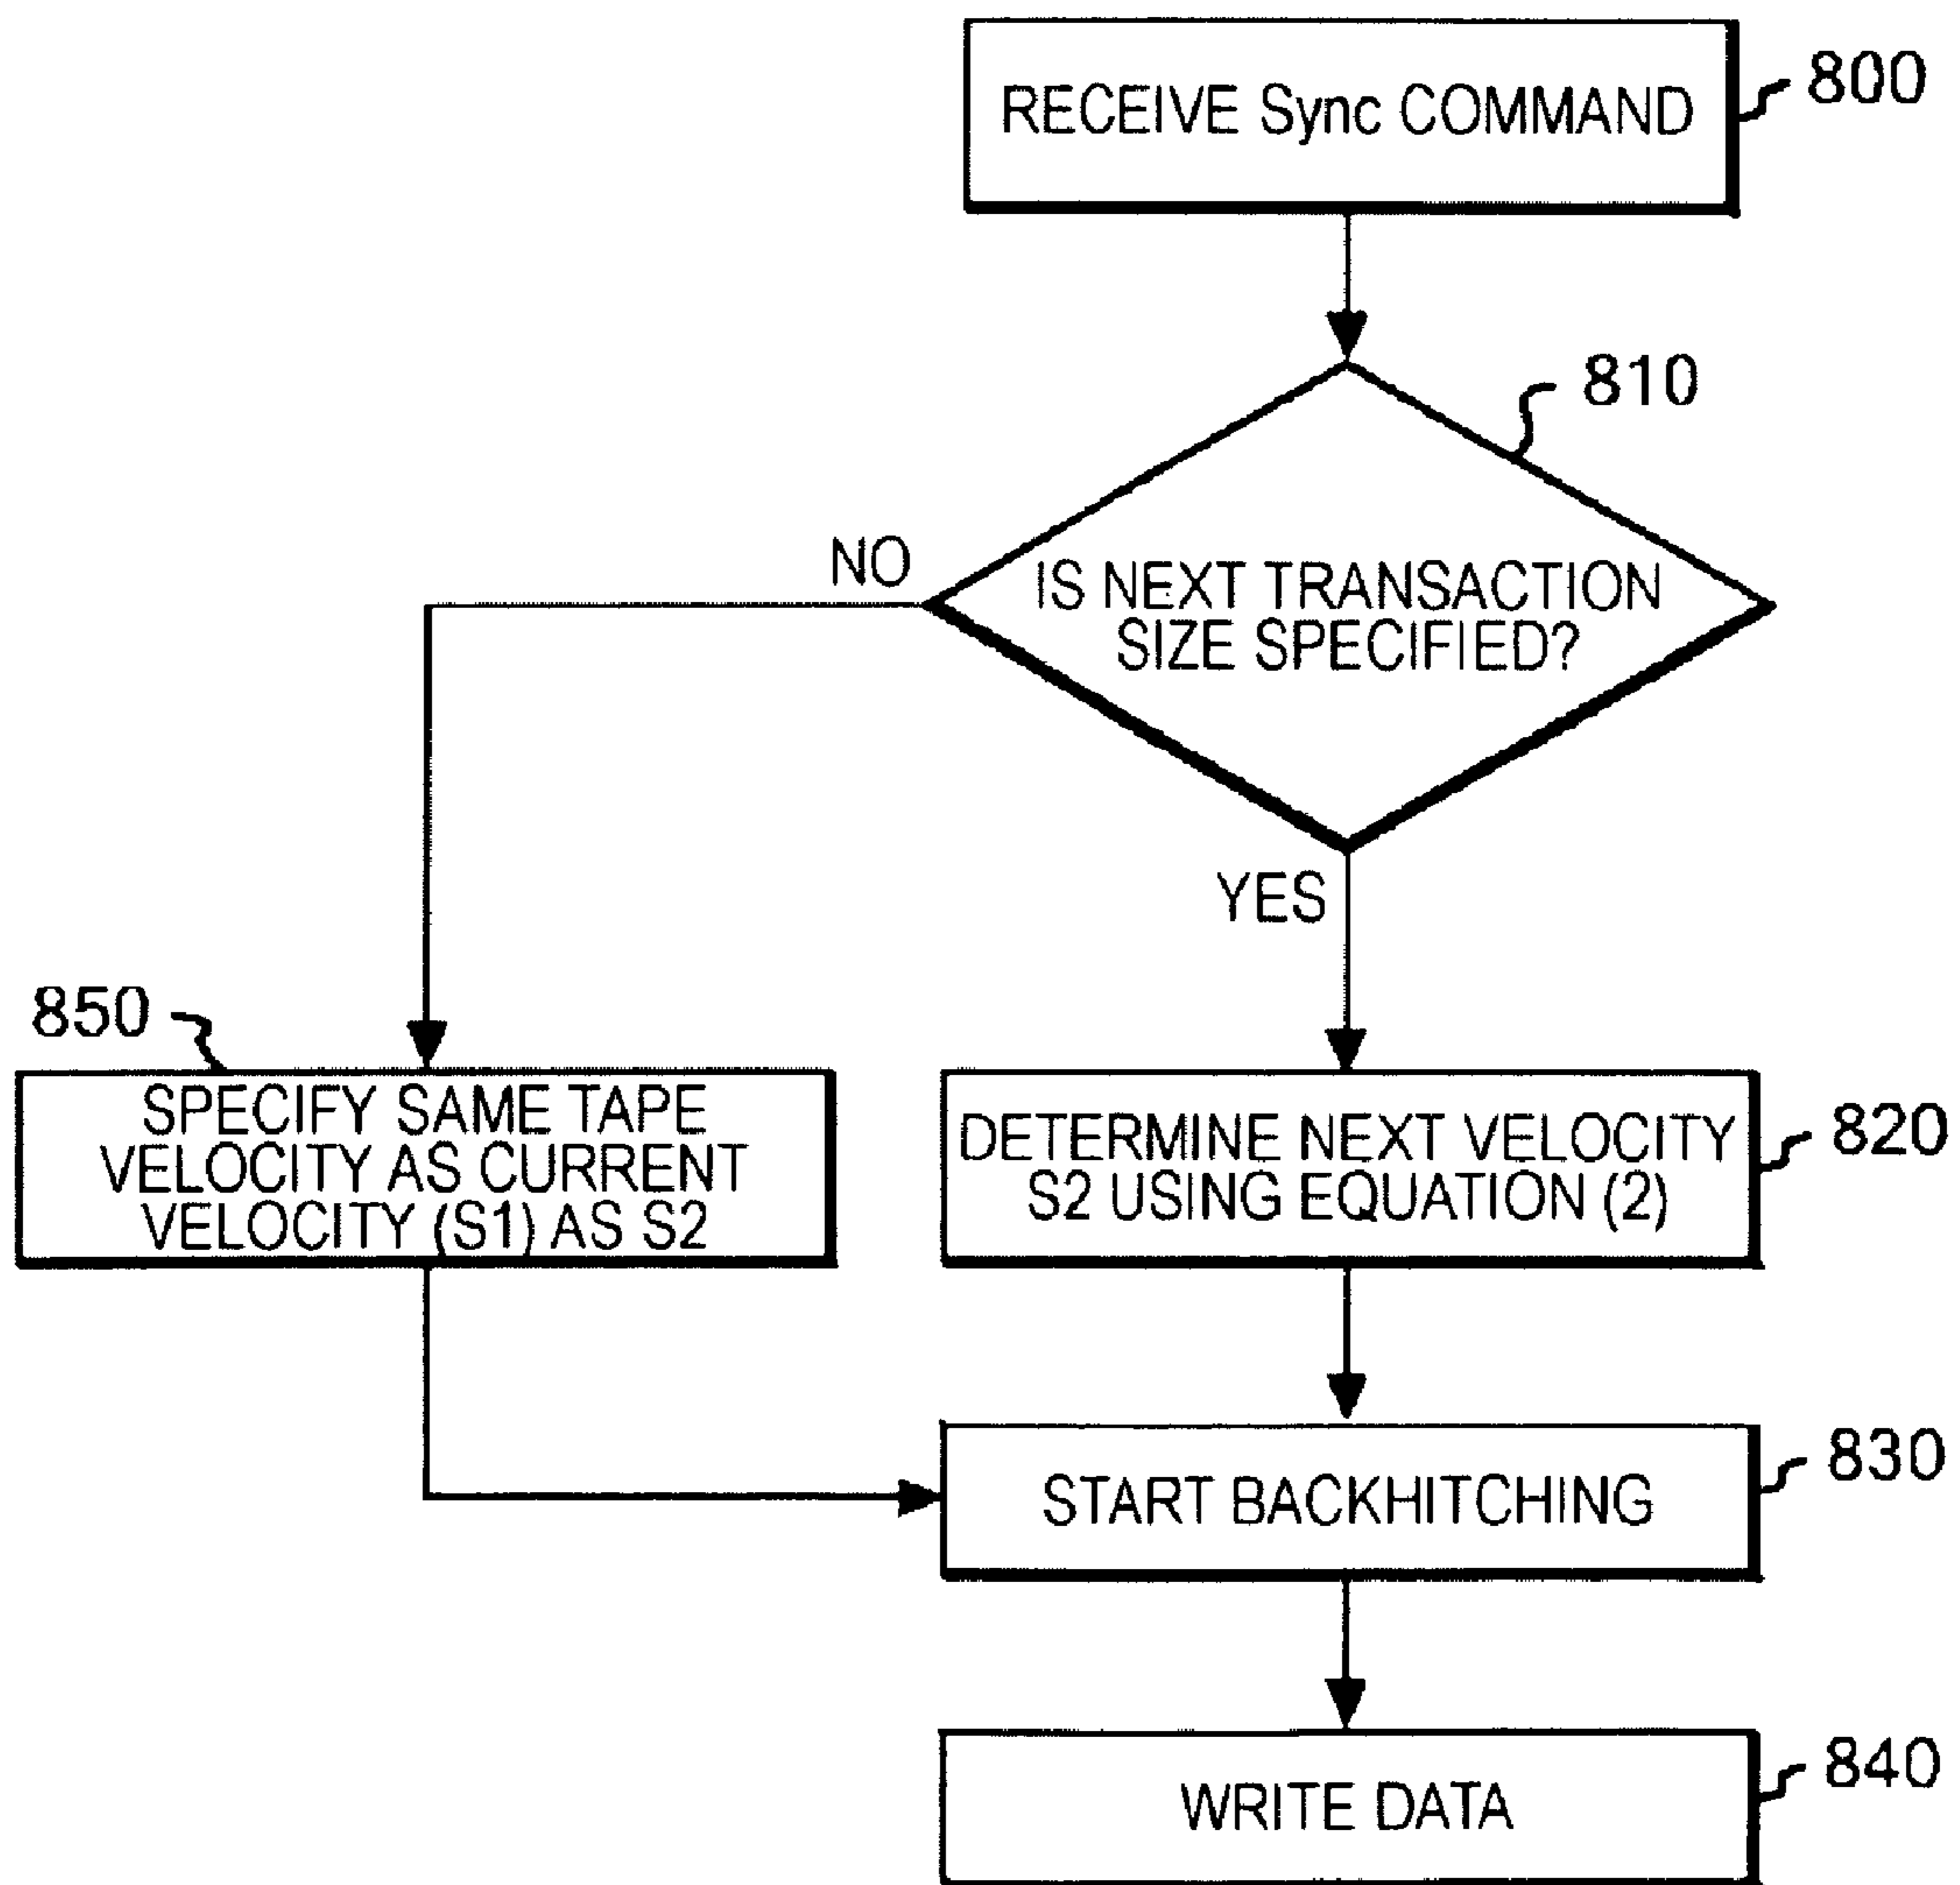 RECEIVE Sync COMMAND
800
810
NO
IS NEXT TRANSACTION
SIZE SPECIFIED?
YES
850
SPECIFY SAME TAPE
VELOCITY AS CURRENT
VELOCITY (S1) AS S2
DETERMINE NEXT VELOCITY
S2 USING EQUATION (2)
820
START BACKHITCHING
830
WRITE DATA
840